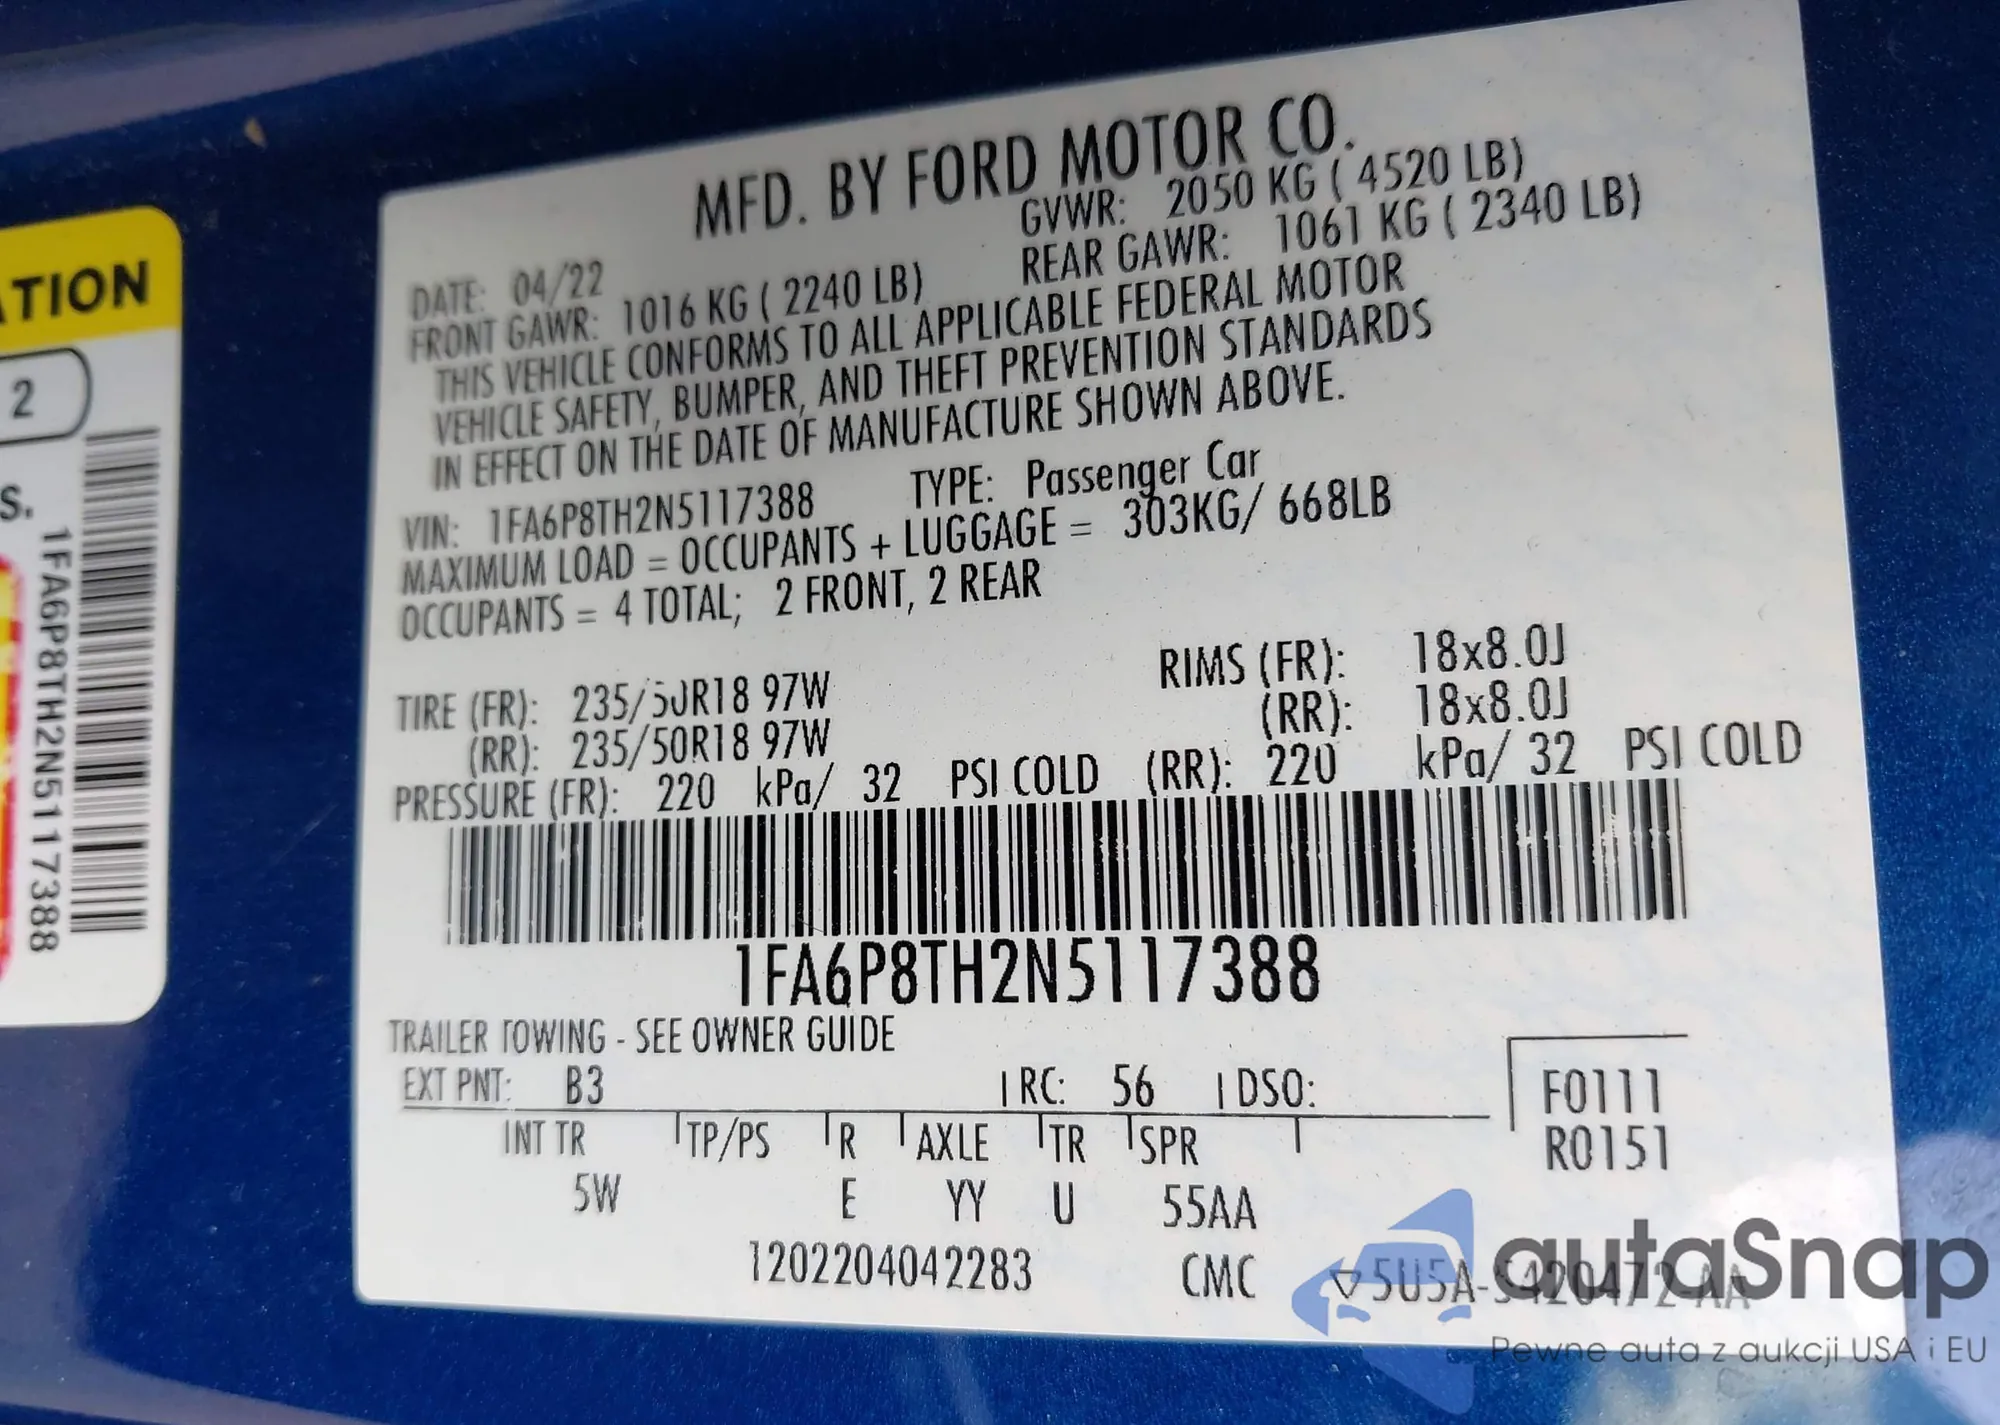 ATION
2
S.
1FA6P8TH2N5117388
MFD. BY FORD MOTOR CO.
DATE: 04/22 GVWR: 2050 KG ( 4520 LB)
FRONT GAWR: 1016 KG ( 2240 LB) REAR GAWR: 1061 KG ( 2340 LB)
THIS VEHICLE CONFORMS TO ALL APPLICABLE FEDERAL MOTOR
VEHICLE SAFETY, BUMPER, AND THEFT PREVENTION STANDARDS
IN EFFECT ON THE DATE OF MANUFACTURE SHOWN ABOVE.
VIN: 1FA6P8TH2N5117388 TYPE: Passenger Car
MAXIMUM LOAD = OCCUPANTS + LUGGAGE = 303KG/ 668LB
OCCUPANTS = 4 TOTAL; 2 FRONT, 2 REAR
TIRE (FR): 235/50R18 97W RIMS (FR): 18x8.0J
(RR): 235/50R18 97W (RR): 18x8.0J
PRESSURE (FR): 220 kPa/ 32 PSI COLD (RR): 220 kPa/ 32 PSI COLD
1FA6P8TH2N5117388
TRAILER TOWING - SEE OWNER GUIDE
EXT PNT: B3 RC: 56 DSO: F0111
INT TR TP/PS R AXLE TR SPR R0151
5W E YY U 55AA
1202204042283 CMC 5U5A-S420472-AA
autaSnap
Pewne auta z aukcji USA i EU